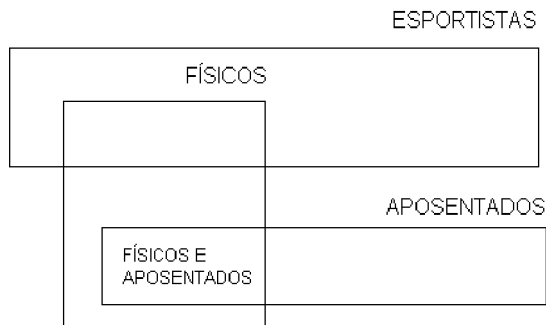 ESPORTISTAS
FÍSICOS
APOSENTADOS
FÍSICOS E
APOSENTADOS